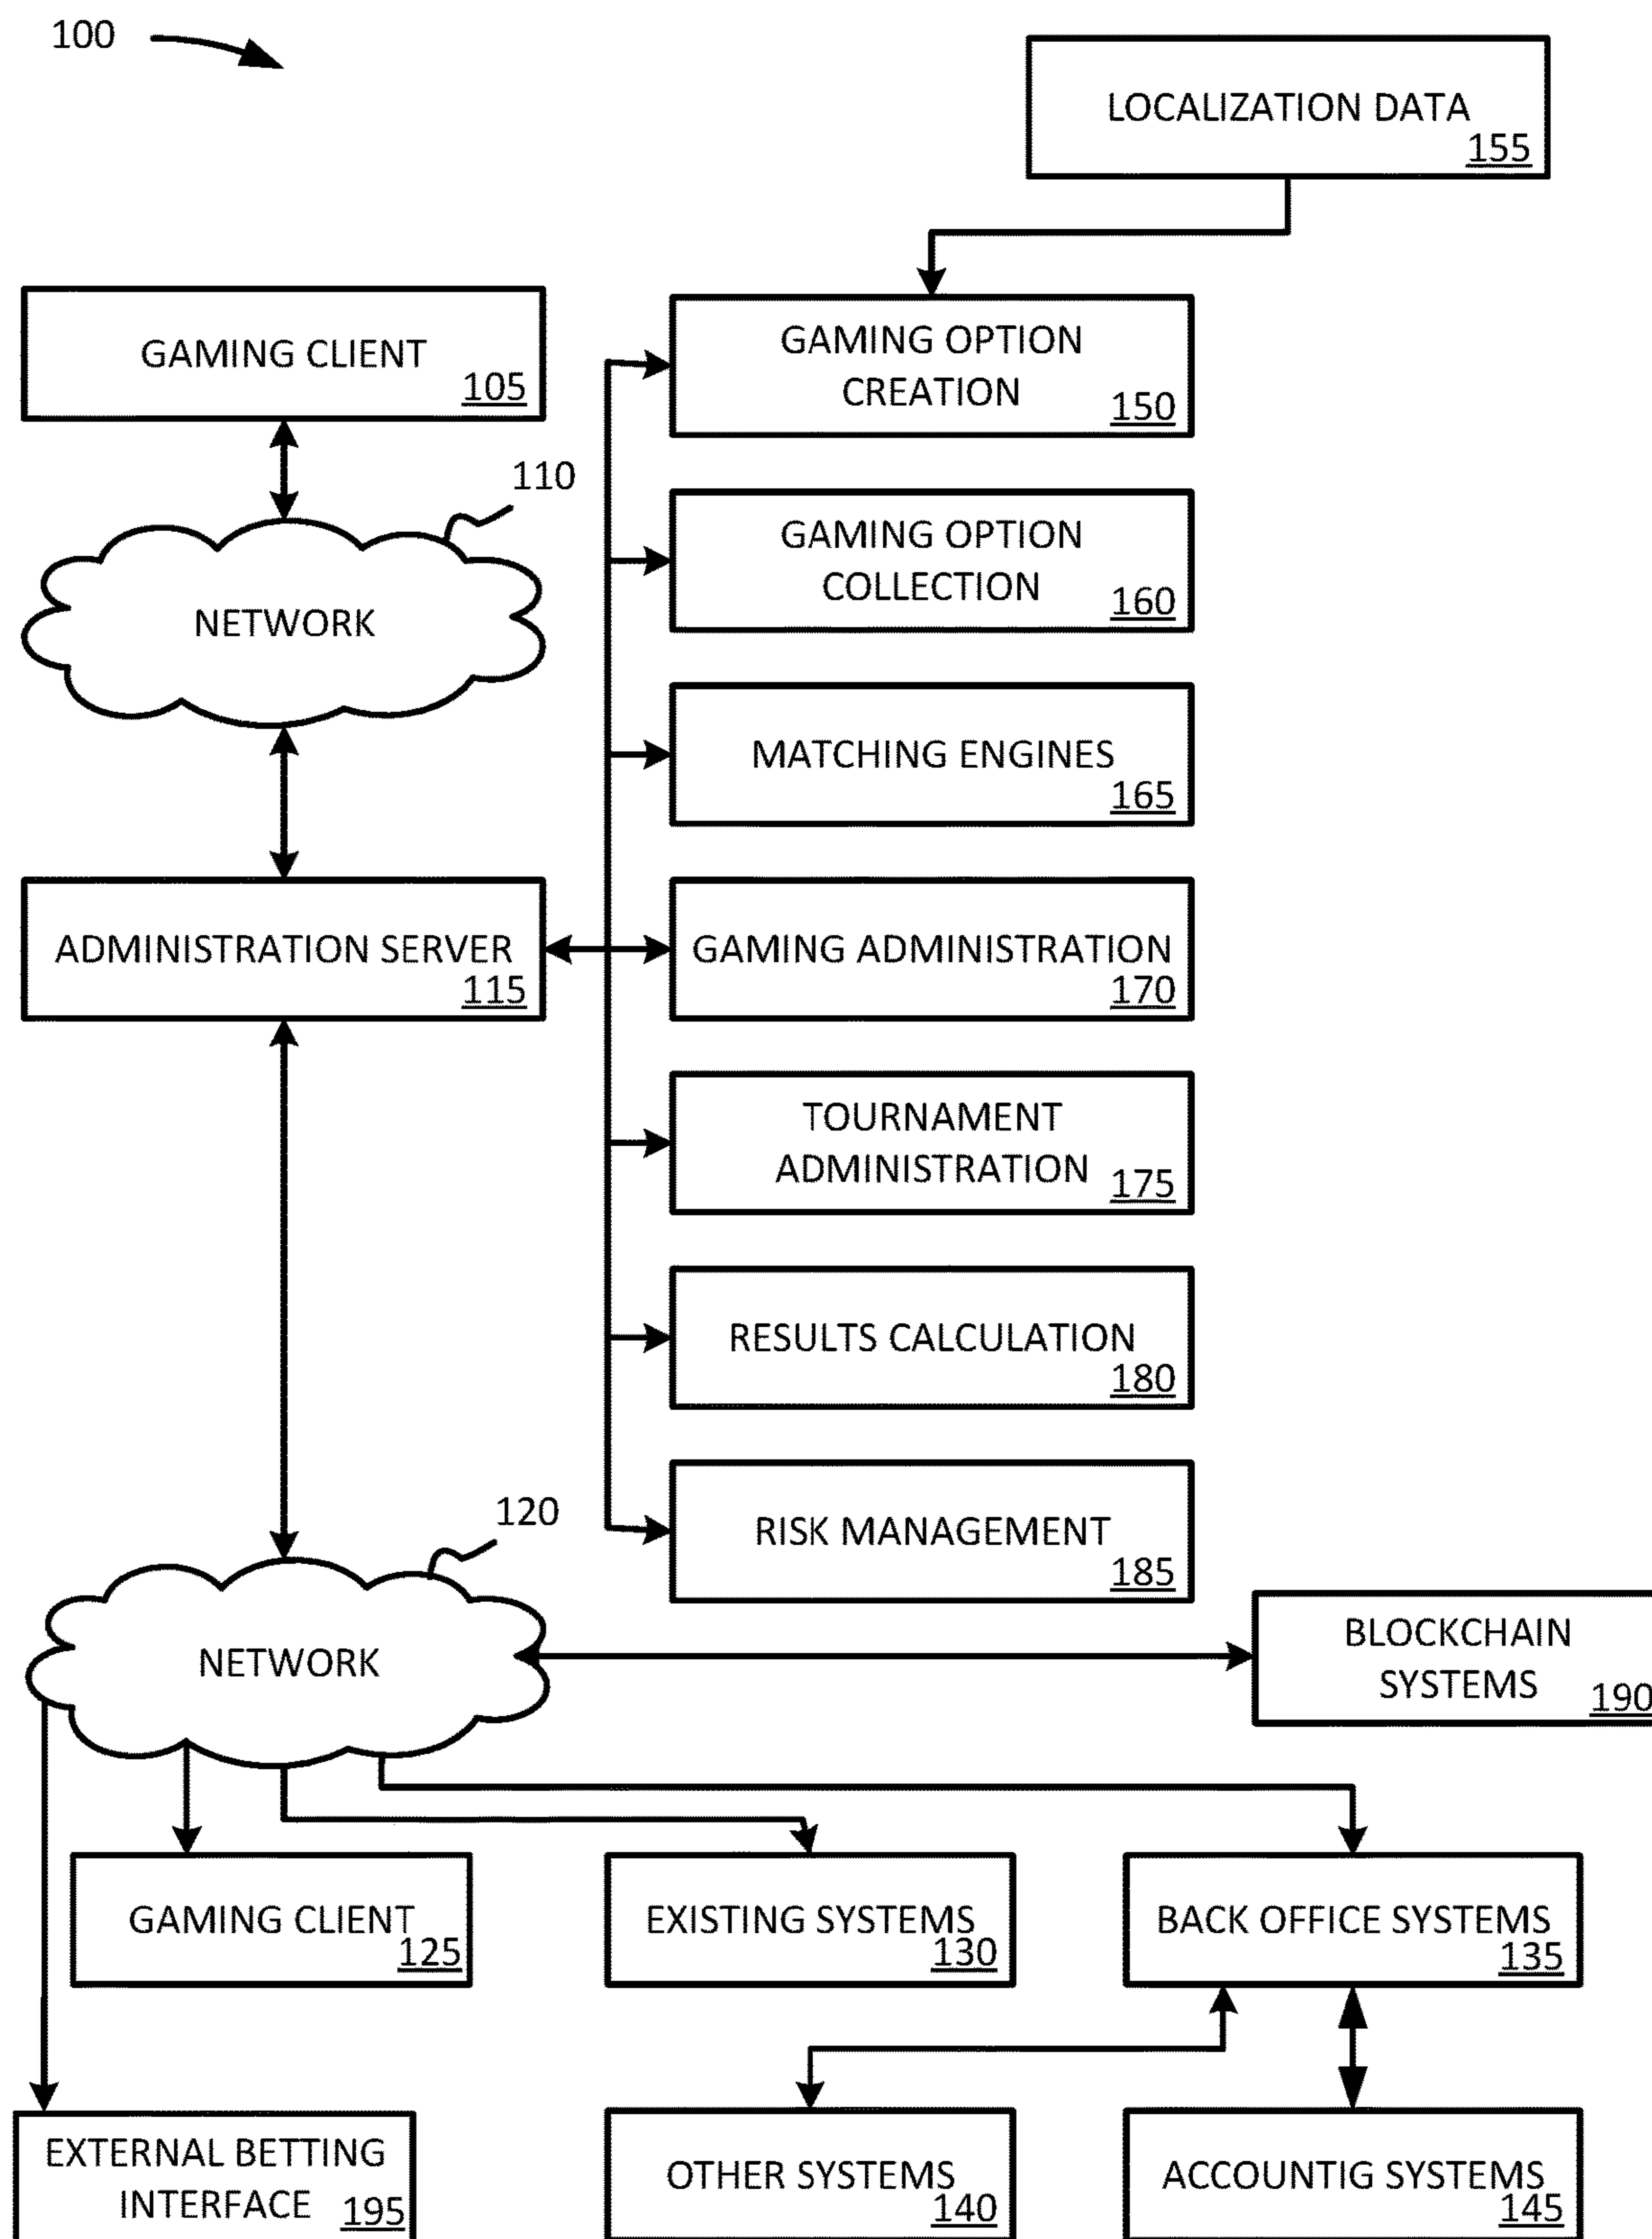 100
LOCALIZATION DATA
155
GAMING CLIENT
105
GAMING OPTION
CREATION
150
110
NETWORK
GAMING OPTION
COLLECTION
160
MATCHING ENGINES
165
ADMINISTRATION SERVER
115
GAMING ADMINISTRATION
170
TOURNAMENT
ADMINISTRATION
175
RESULTS CALCULATION
180
RISK MANAGEMENT
185
120
NETWORK
BLOCKCHAIN
SYSTEMS
190
GAMING CLIENT
125
EXISTING SYSTEMS
130
BACK OFFICE SYSTEMS
135
EXTERNAL BETTING
INTERFACE
195
OTHER SYSTEMS
140
ACCOUNTIG SYSTEMS
145